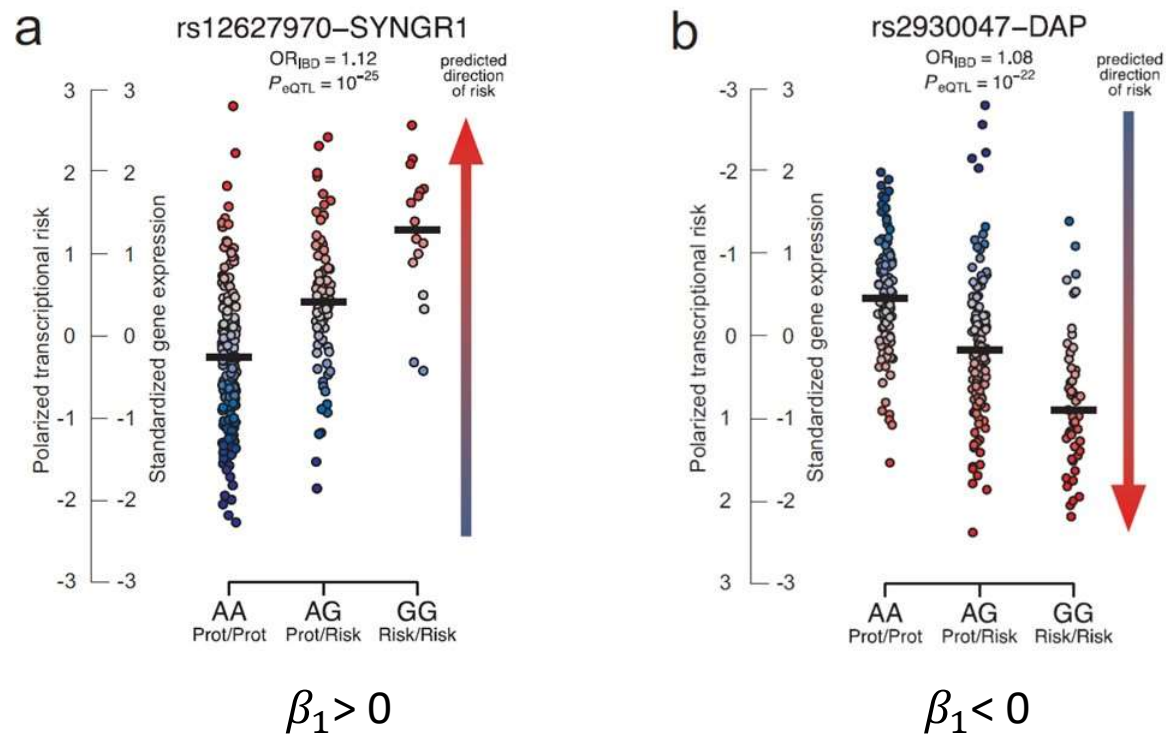 a
rs12627970–SYNGR1
OR_IBD = 1.12
P_eQTL = 10^-25
predicted
direction
of risk
Polarized transcriptional risk
3
2
1
0
-1
-2
-3
Standardized gene expression
3
2
1
0
-1
-2
-3
AA
Prot/Prot
AG
Prot/Risk
GG
Risk/Risk
β₁> 0
b
rs2930047–DAP
OR_IBD = 1.08
P_eQTL = 10^-22
predicted
direction
of risk
Polarized transcriptional risk
-3
-2
-1
0
1
2
3
Standardized gene expression
3
2
1
0
-1
-2
-3
AA
Prot/Prot
AG
Prot/Risk
GG
Risk/Risk
β₁< 0